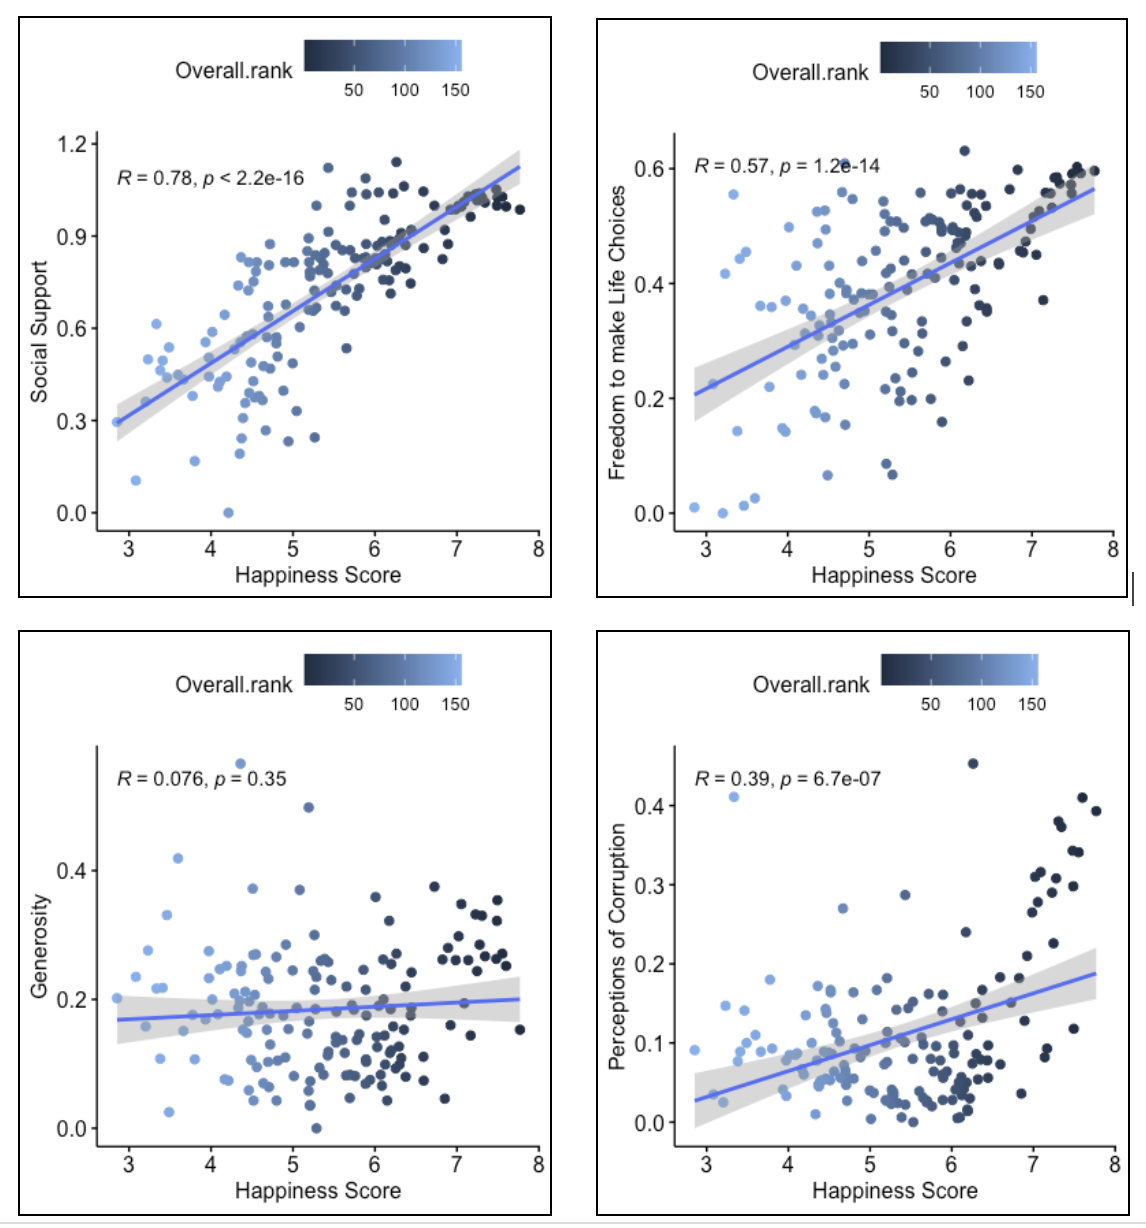 Overall.rank
50 100 150
R = 0.78, p < 2.2e-16
Social Support
1.2
0.9
0.6
0.3
0.0
3 4 5 6 7 8
Happiness Score
Overall.rank
50 100 150
R = 0.57, p = 1.2e-14
Freedom to make Life Choices
0.6
0.4
0.2
0.0
3 4 5 6 7 8
Happiness Score
Overall.rank
50 100 150
R = 0.076, p = 0.35
Generosity
0.4
0.2
0.0
3 4 5 6 7 8
Happiness Score
Overall.rank
50 100 150
R = 0.39, p = 6.7e-07
Perceptions of Corruption
0.4
0.3
0.2
0.1
0.0
3 4 5 6 7 8
Happiness Score